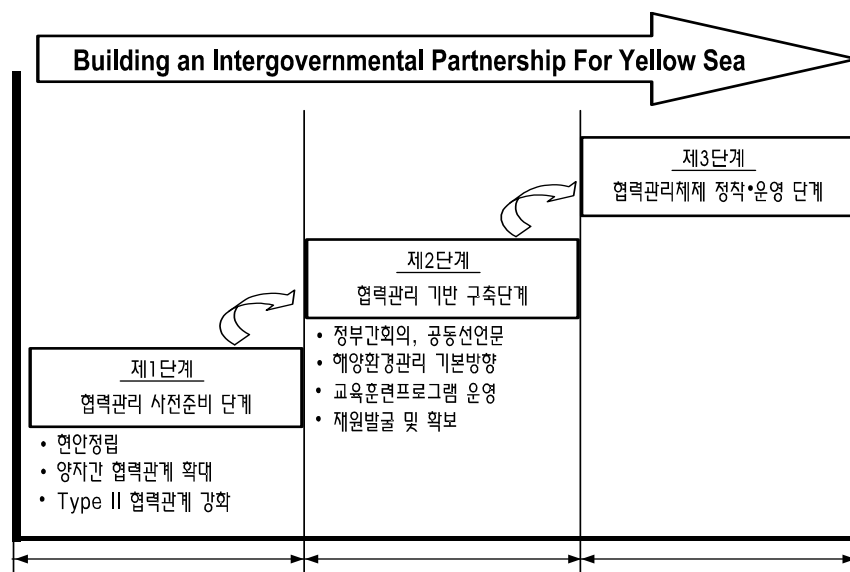 Building an Intergovernmental Partnership For Yellow Sea
제3단계
협력관리체제 정착•운영 단계
제2단계
협력관리 기반 구축단계
• 정부간회의, 공동선언문
• 해양환경관리 기본방향
• 교육훈련프로그램 운영
• 재원발굴 및 확보
제1단계
협력관리 사전준비 단계
• 현안정립
• 양자간 협력관계 확대
• Type II 협력관계 강화